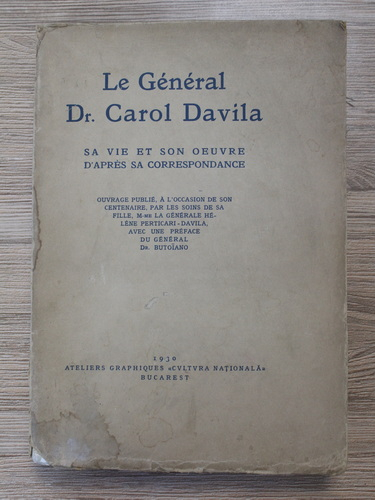 Le Général
Dr. Carol Davila
SA VIE ET SON OEUVRE
D'APRÈS SA CORRESPONDANCE
OUVRAGE PUBLIÉ, À L'OCCASION DE SON
CENTENAIRE, PAR LES SOINS DE SA
FILLE, M-ME LA GÉNÉRALE HÉ-
LÈNE PERTICARI-DAVILA,
AVEC UNE PRÉFACE
DU GÉNÉRAL
DR. BUTOÏANO
1930
ATELIERS GRAPHIQUES «CVLTVRA NAȚIONALĂ»
BUCAREST